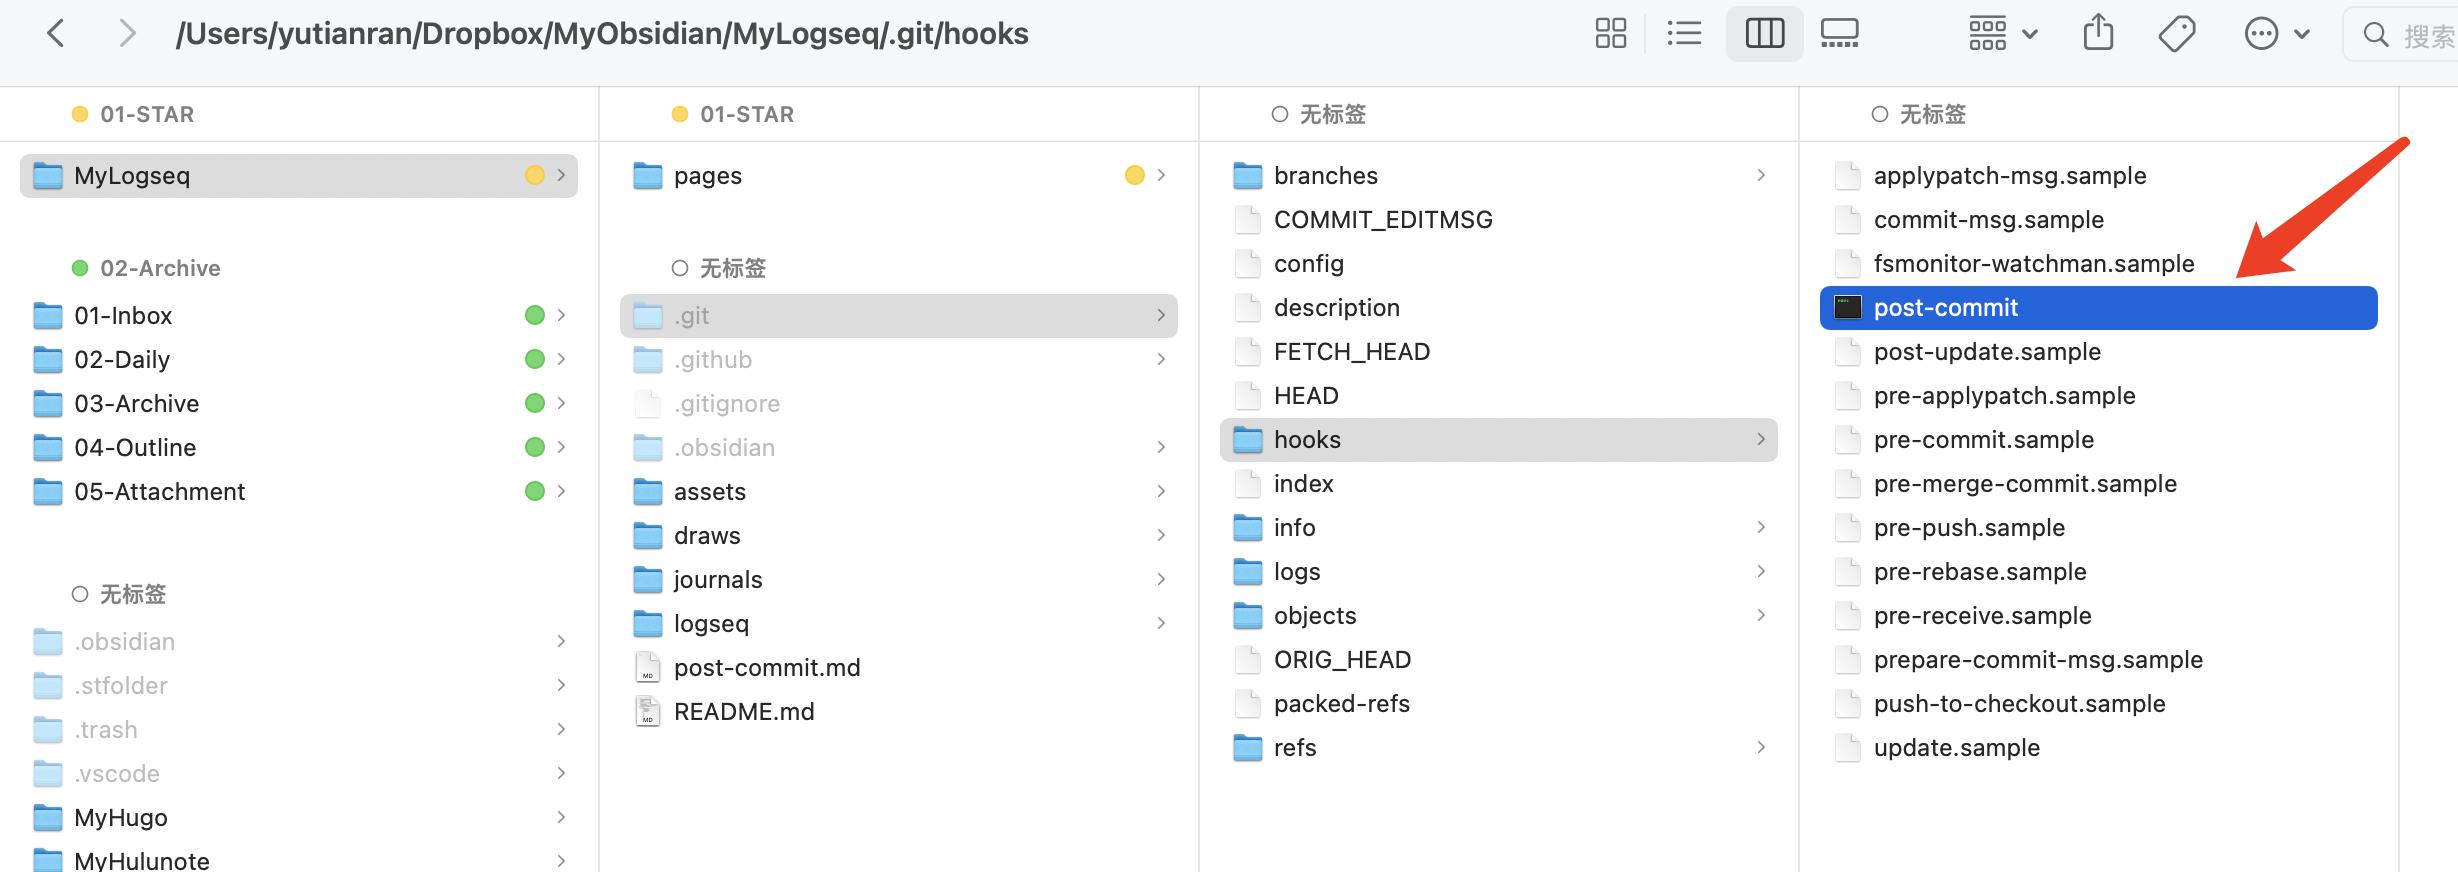 /Users/yutianran/Dropbox/MyObsidian/MyLogseq/.git/hooks
搜索
01-STAR
MyLogseq
02-Archive
01-Inbox
02-Daily
03-Archive
04-Outline
05-Attachment
无标签
.obsidian
.stfolder
.trash
.vscode
MyHugo
MyHulunote
01-STAR
pages
无标签
.git
.github
.gitignore
.obsidian
assets
draws
journals
logseq
post-commit.md
README.md
无标签
branches
COMMIT_EDITMSG
config
description
FETCH_HEAD
HEAD
hooks
index
info
logs
objects
ORIG_HEAD
packed-refs
refs
无标签
applypatch-msg.sample
commit-msg.sample
fsmonitor-watchman.sample
post-commit
post-update.sample
pre-applypatch.sample
pre-commit.sample
pre-merge-commit.sample
pre-push.sample
pre-rebase.sample
pre-receive.sample
prepare-commit-msg.sample
push-to-checkout.sample
update.sample